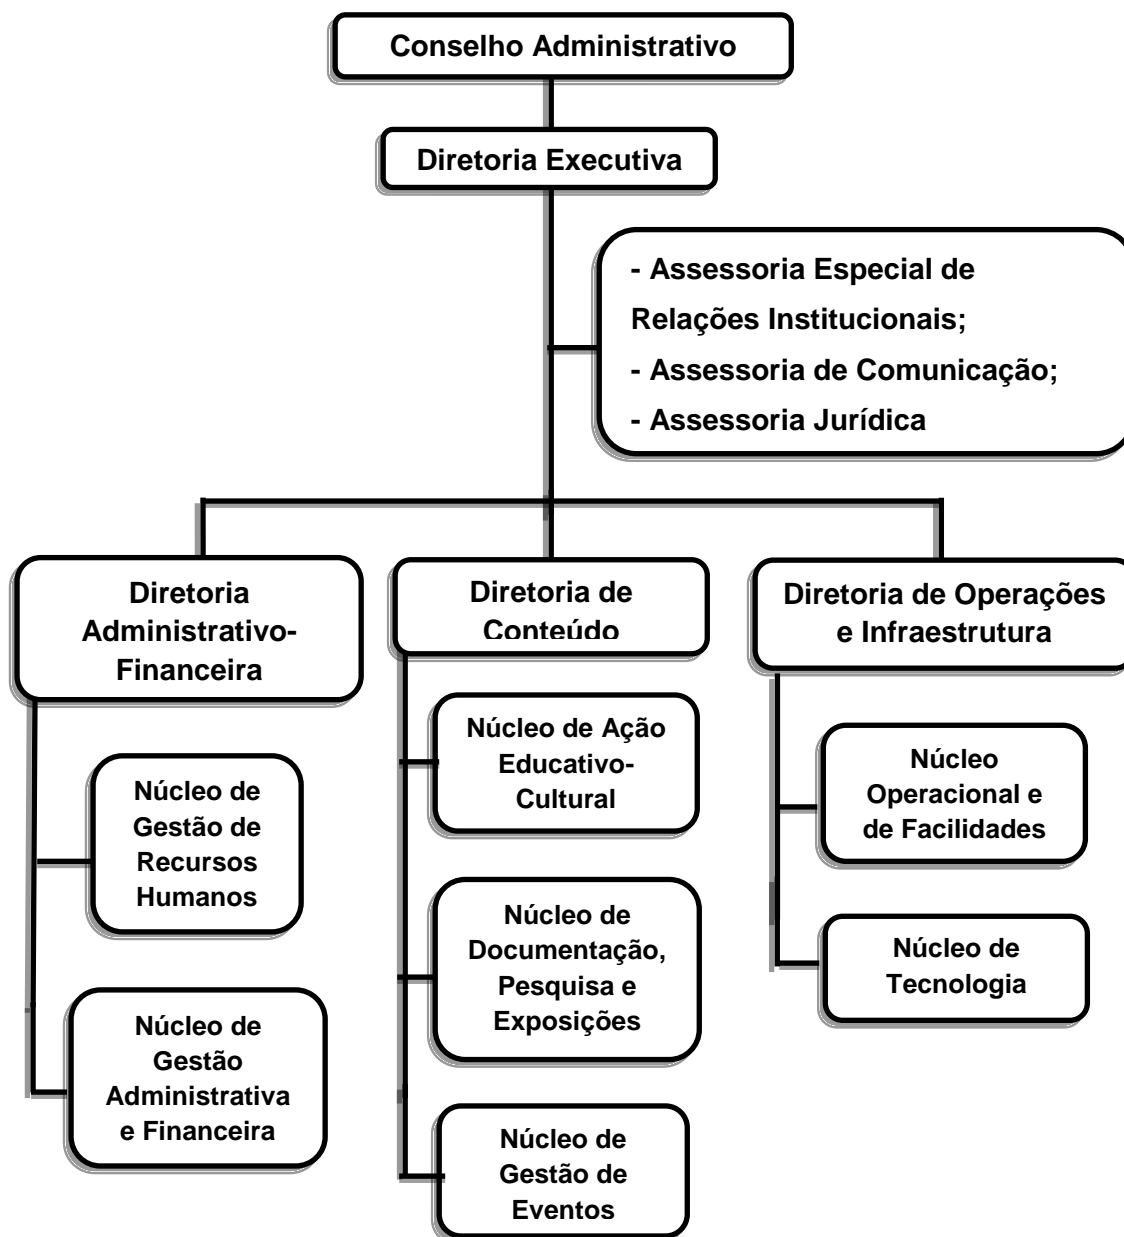 Conselho Administrativo
Diretoria Executiva
- Assessoria Especial de
Relações Institucionais;
- Assessoria de Comunicação;
- Assessoria Jurídica
Diretoria
Administrativo-
Financeira
Diretoria de
Conteúdo
Diretoria de Operações
e Infraestrutura
Núcleo de
Gestão de
Recursos
Humanos
Núcleo de
Gestão
Administrativa
e Financeira
Núcleo de Ação
Educativo-
Cultural
Núcleo de
Documentação,
Pesquisa e
Exposições
Núcleo de
Gestão de
Eventos
Núcleo
Operacional e
de Facilidades
Núcleo de
Tecnologia